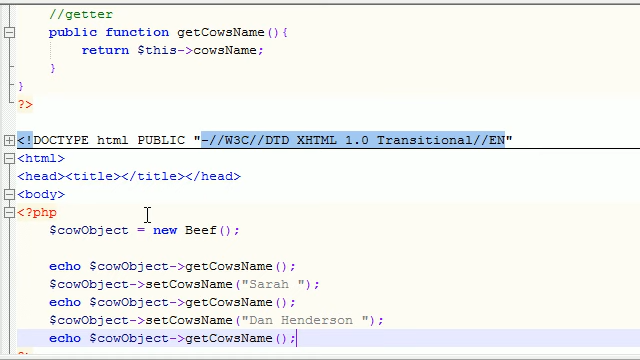 //getter
public function getCowsName(){
return $this->cowsName;
}
}
?>
<!DOCTYPE html PUBLIC "-//W3C//DTD XHTML 1.0 Transitional//EN"
<html>
<head><title></title></head>
<body>
<?php
$cowObject = new Beef();
echo $cowObject->getCowsName();
$cowObject->setCowsName("Sarah ");
echo $cowObject->getCowsName();
$cowObject->setCowsName("Dan Henderson ");
echo $cowObject->getCowsName();
?>